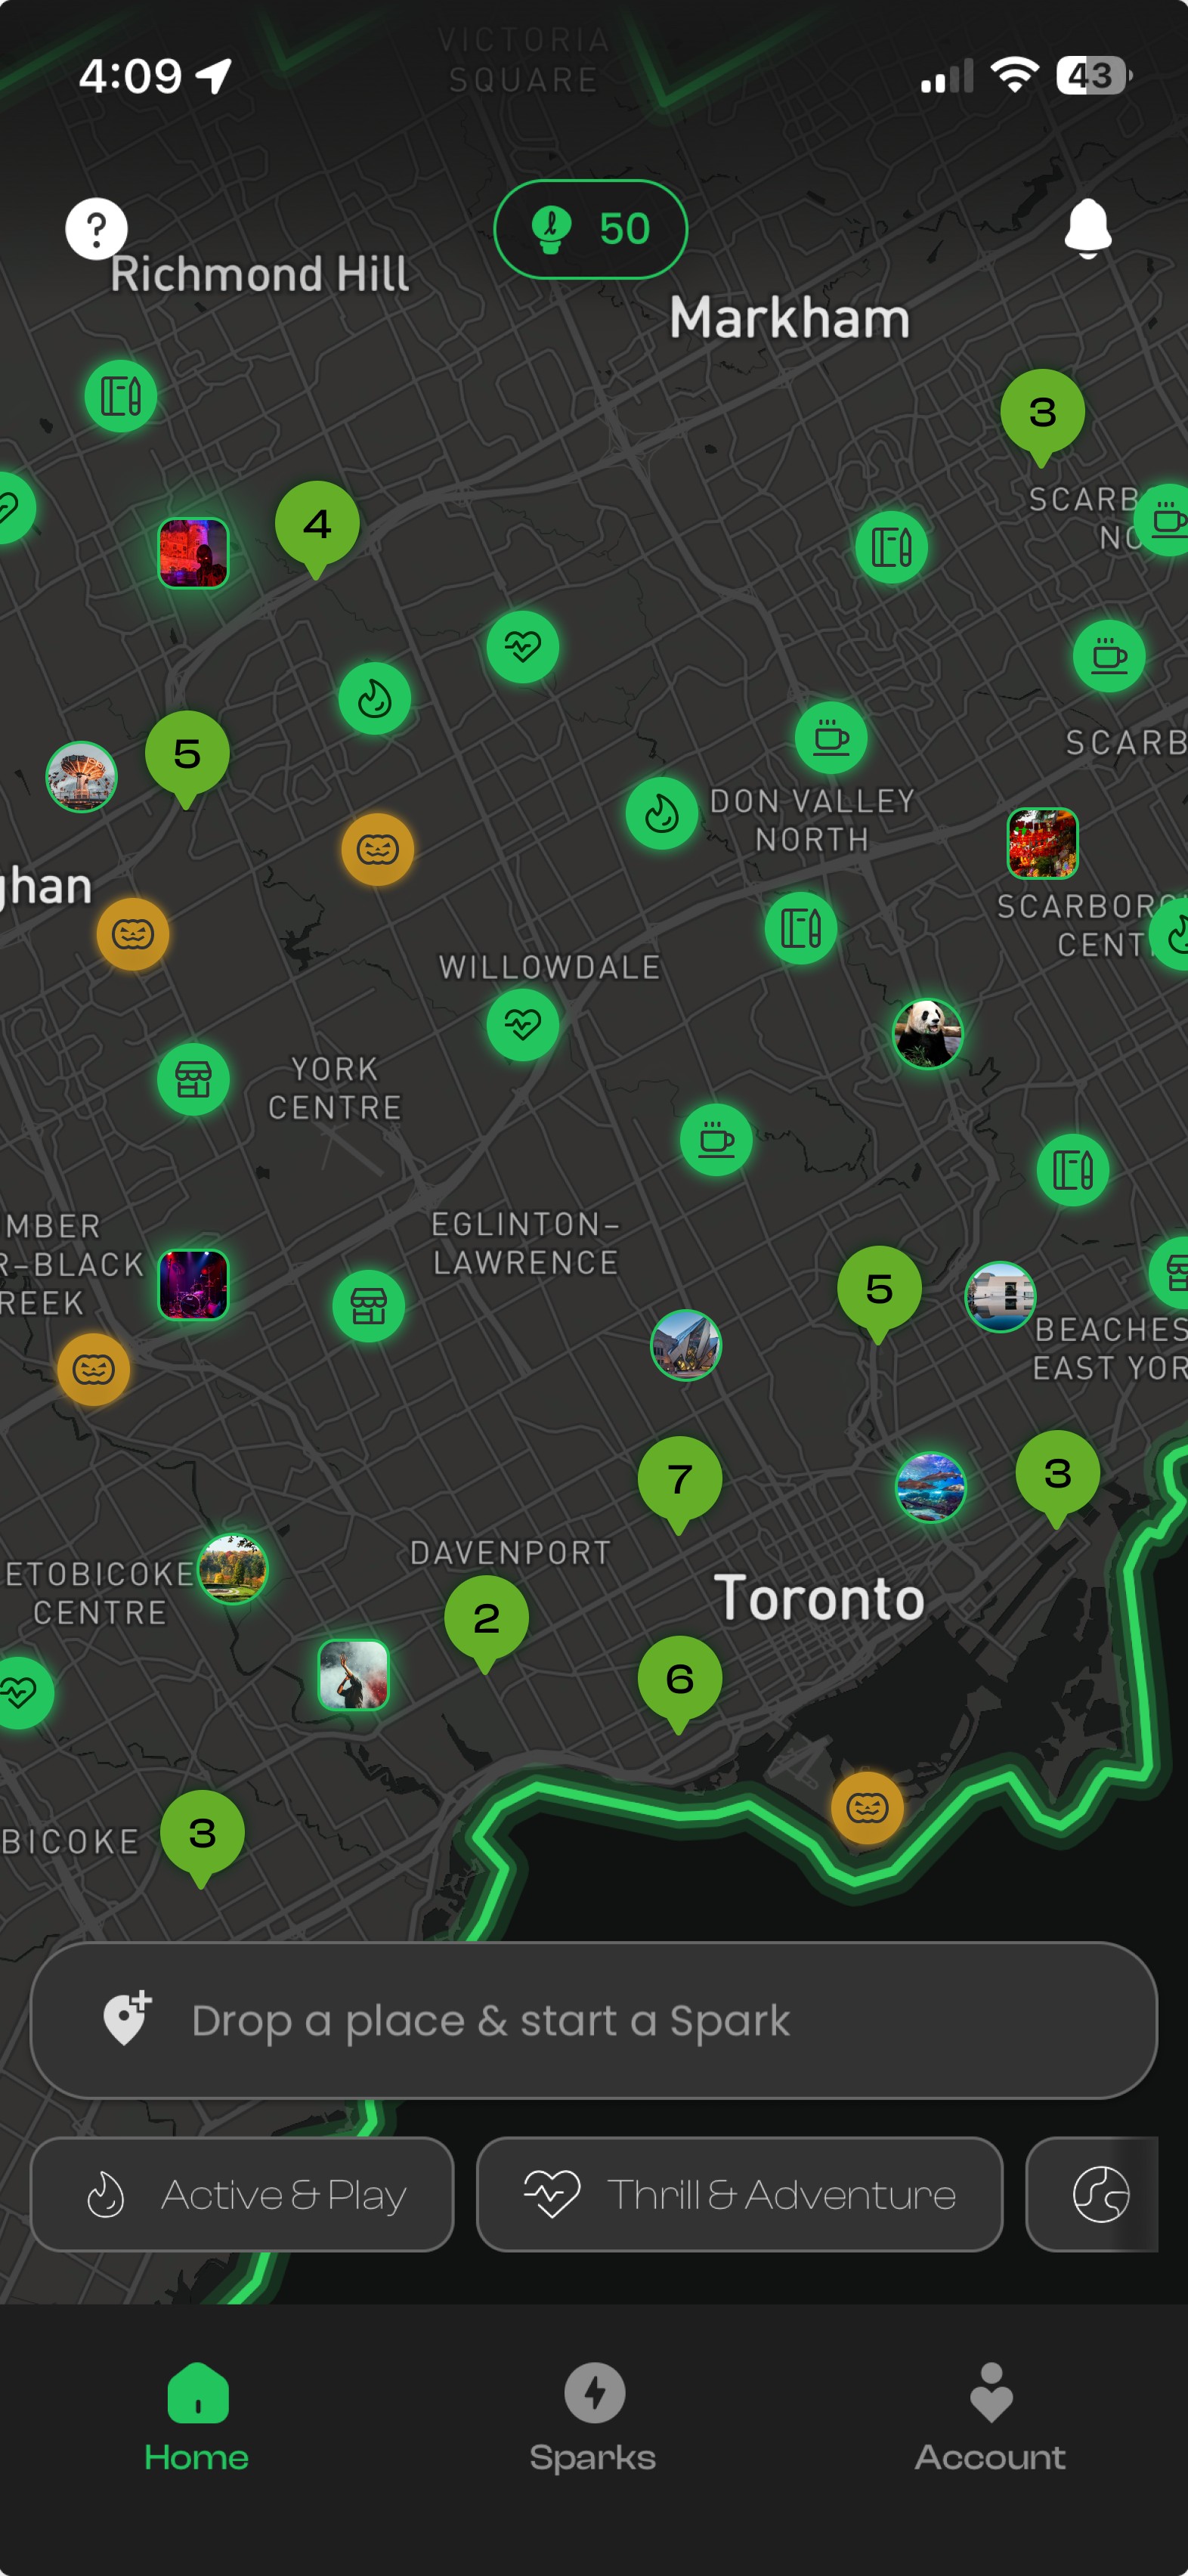 VICTORIA
SQUARE
4:09
43
?
50
Richmond Hill
Markham
3
SCARB
NO
4
SCARB
5
DON VALLEY
NORTH
ghan
SCARBORO
CENT
WILLOWDALE
YORK
CENTRE
MBER
R-BLACK
REEK
EGLINTON-
LAWRENCE
5
BEACHES
EAST YOR
7
3
DAVENPORT
ETOBICOKE
CENTRE
Toronto
2
6
3
BICOKE
Drop a place & start a Spark
Active & Play
Thrill & Adventure
Home
Sparks
Account